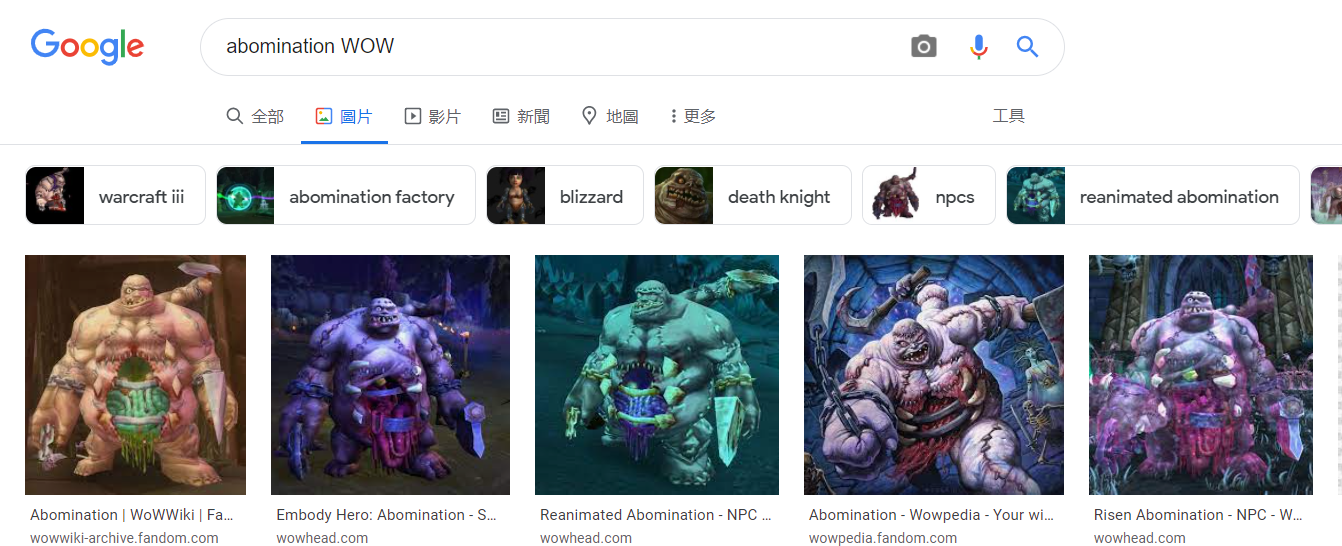 Google
abomination WOW
全部 圖片 影片 新聞 地圖 更多 工具
warcraft iii abomination factory blizzard death knight npcs reanimated abomination
Abomination | WoWWiki | Fa... Embody Hero: Abomination - S... Reanimated Abomination - NPC ... Abomination - Wowpedia - Your wi... Risen Abomination - NPC - W...
wowwiki-archive.fandom.com wowhead.com wowhead.com wowpedia.fandom.com wowhead.com